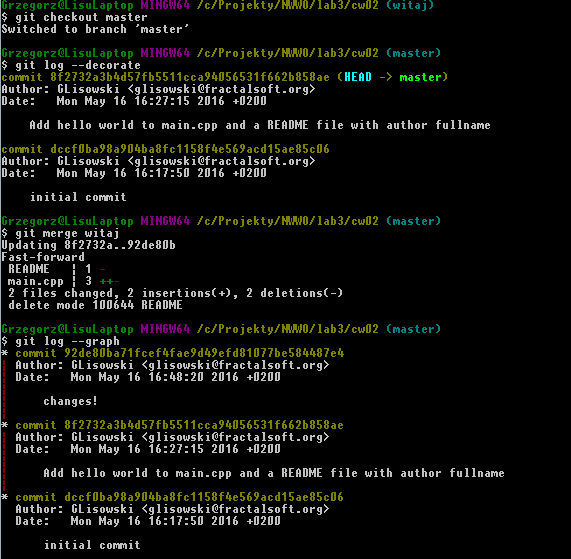 Grzegorz@LisuLaptop MINGW64 /c/Projekty/NWWO/lab3/cw02 (witaj)
$ git checkout master
Switched to branch 'master'
Grzegorz@LisuLaptop MINGW64 /c/Projekty/NWWO/lab3/cw02 (master)
$ git log --decorate
commit 8f2732a3b4d57fb5511cca94056531f662b858ae (HEAD -> master)
Author: GLisowski <glisowski@fractalsoft.org>
Date:   Mon May 16 16:27:15 2016 +0200
Add hello world to main.cpp and a README file with author fullname
commit dccf0ba98a904ba8fc1158f4e569acd15ae85c06
Author: GLisowski <glisowski@fractalsoft.org>
Date:   Mon May 16 16:17:50 2016 +0200
initial commit
Grzegorz@LisuLaptop MINGW64 /c/Projekty/NWWO/lab3/cw02 (master)
$ git merge witaj
Updating 8f2732a..92de80b
Fast-forward
README   | 1 -
main.cpp | 3 ++-
2 files changed, 2 insertions(+), 2 deletions(-)
delete mode 100644 README
Grzegorz@LisuLaptop MINGW64 /c/Projekty/NWWO/lab3/cw02 (master)
$ git log --graph
* commit 92de80ba71fcef4fae9d49efd81077be584487e4
| Author: GLisowski <glisowski@fractalsoft.org>
| Date:   Mon May 16 16:48:20 2016 +0200
|
|     changes!
|
* commit 8f2732a3b4d57fb5511cca94056531f662b858ae
| Author: GLisowski <glisowski@fractalsoft.org>
| Date:   Mon May 16 16:27:15 2016 +0200
|
|     Add hello world to main.cpp and a README file with author fullname
|
* commit dccf0ba98a904ba8fc1158f4e569acd15ae85c06
Author: GLisowski <glisowski@fractalsoft.org>
Date:   Mon May 16 16:17:50 2016 +0200
initial commit